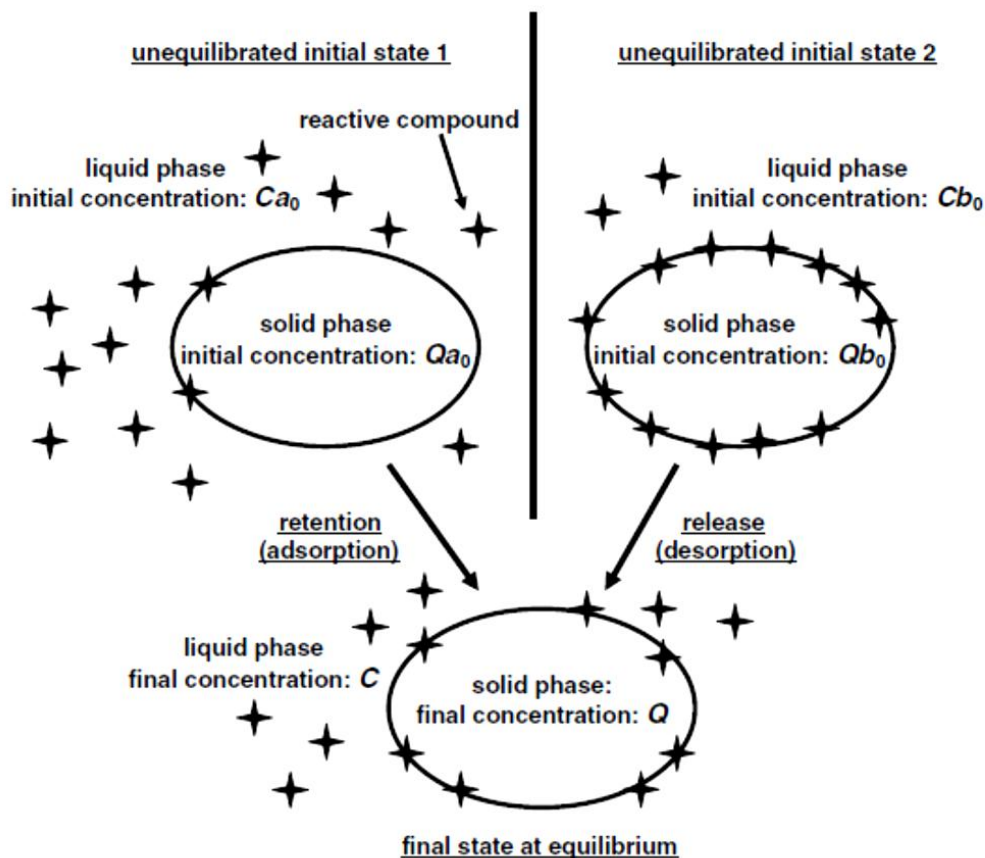 unequilibrated initial state 1
unequilibrated initial state 2
reactive compound
liquid phase
initial concentration: Ca₀
liquid phase
initial concentration: Cb₀
solid phase
initial concentration: Qa₀
solid phase
initial concentration: Qb₀
retention
(adsorption)
release
(desorption)
liquid phase
final concentration: C
solid phase:
final concentration: Q
final state at equilibrium